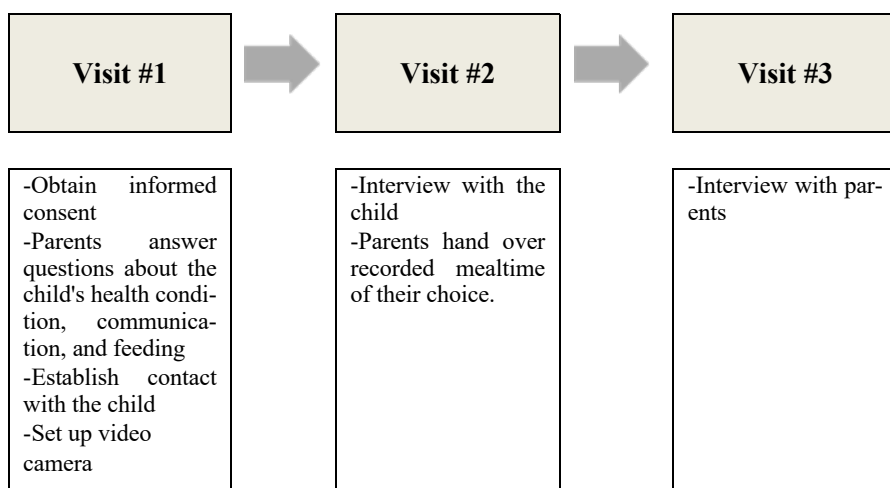 Visit #1
Visit #2
Visit #3
-Obtain informed
consent
-Parents answer
questions about the
child's health condi-
tion, communica-
tion, and feeding
-Establish contact
with the child
-Set up video
camera
-Interview with the
child
-Parents hand over
recorded mealtime
of their choice.
-Interview with par-
ents